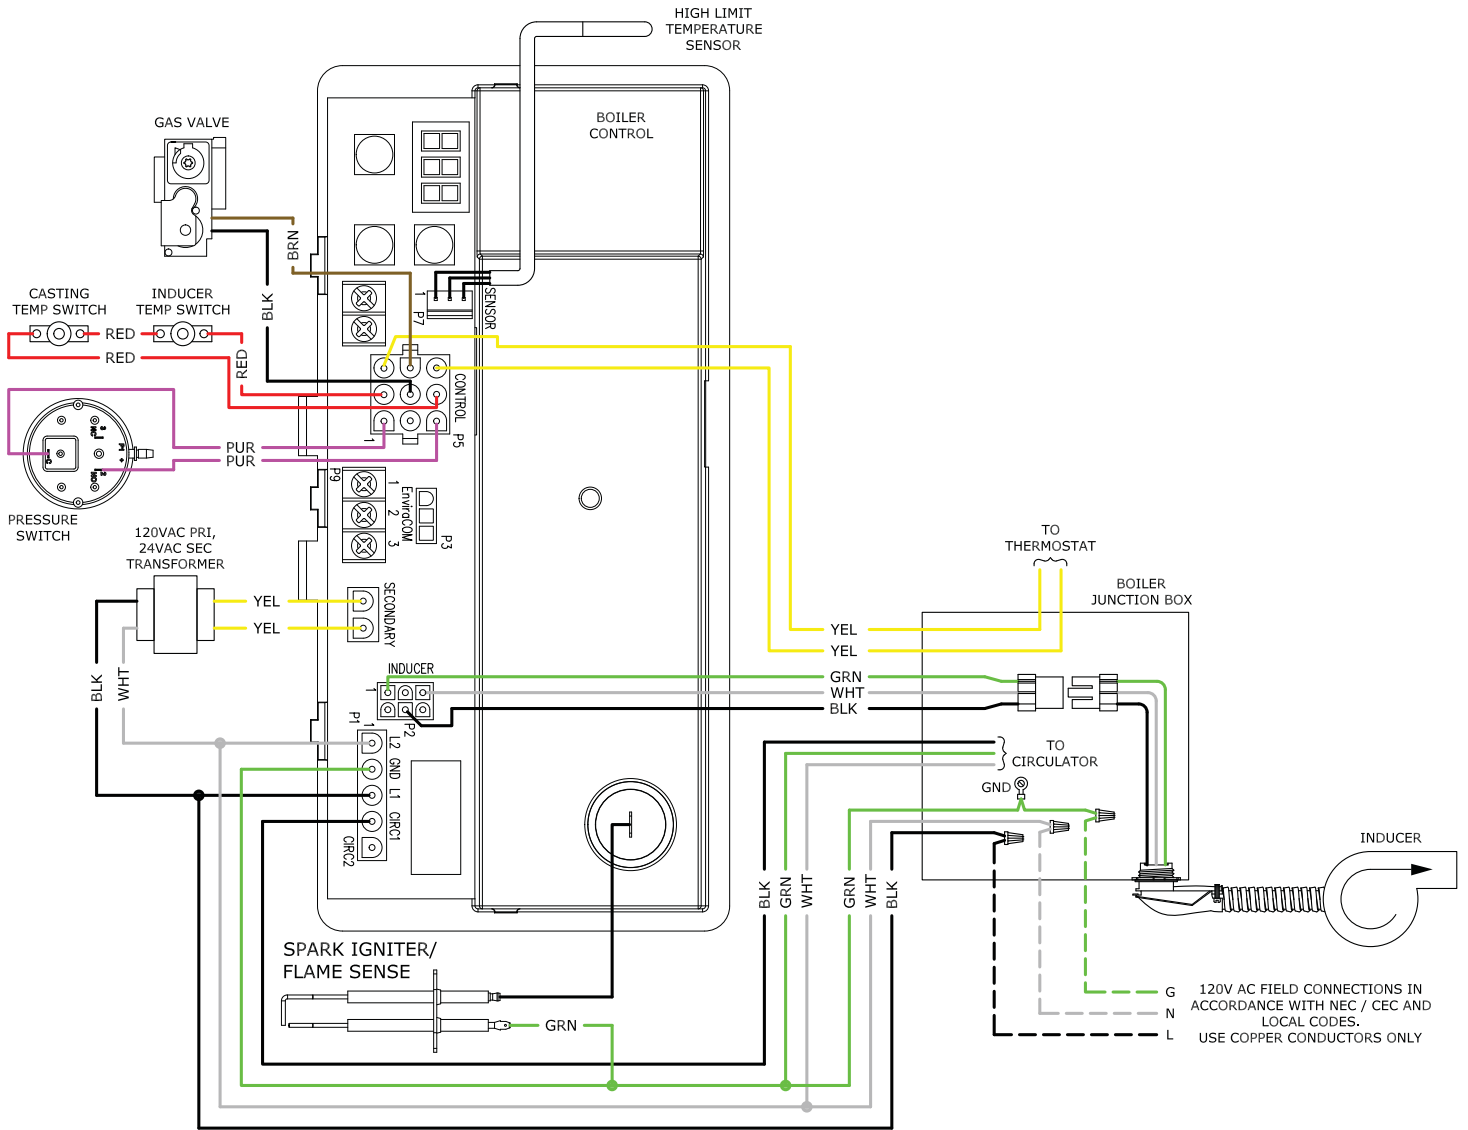 HIGH LIMIT
TEMPERATURE
SENSOR
BOILER
CONTROL
GAS VALVE
BRN
BLK
CASTING
TEMP SWITCH
INDUCER
TEMP SWITCH
RED
RED
RED
1
P7
SENSOR
CONTROL
1
P5
PUR
PUR
3
NC
P1
+
C
2
NO
PRESSURE
SWITCH
P9
1
2
3
EnviraCOM
P3
120VAC PRI,
24VAC SEC
TRANSFORMER
YEL
YEL
SECONDARY
BLK
WHT
INDUCER
1
P2
P1
1
L2
GND
L1
CIRC1
CIRC2
TO
THERMOSTAT
BOILER
JUNCTION BOX
YEL
YEL
GRN
WHT
BLK
TO
CIRCULATOR
GND
BLK
GRN
WHT
GRN
WHT
BLK
INDUCER
SPARK IGNITER/
FLAME SENSE
GRN
G
N
L
120V AC FIELD CONNECTIONS IN
ACCORDANCE WITH NEC / CEC AND
LOCAL CODES.
USE COPPER CONDUCTORS ONLY